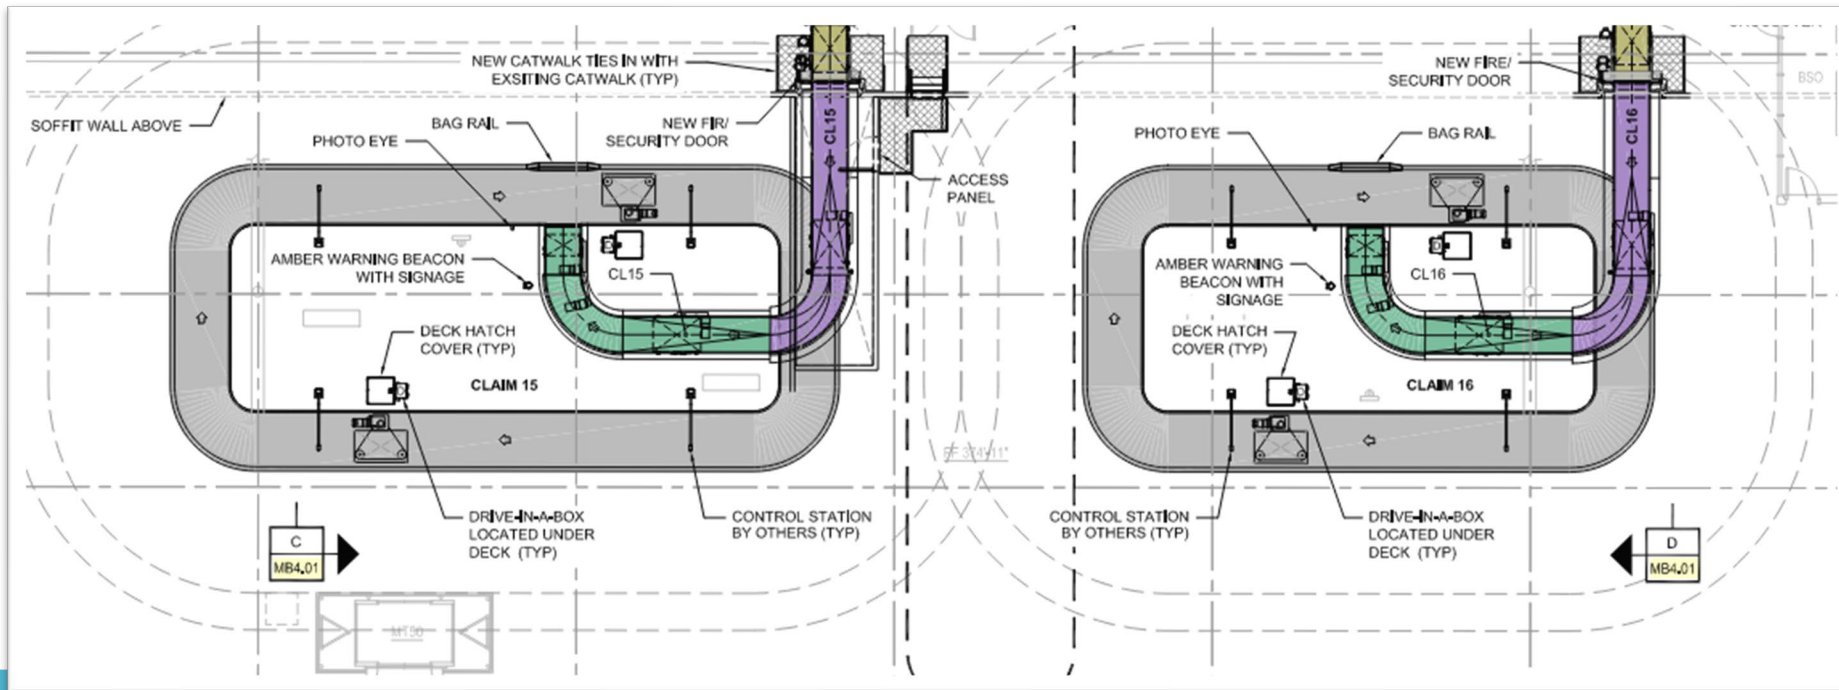 NEW CATWALK TIES IN WITH
EXSITING CATWALK (TYP)
SOFFIT WALL ABOVE
PHOTO EYE
BAG RAIL
NEW FIR/
SECURITY DOOR
CL15
ACCESS
PANEL
AMBER WARNING BEACON
WITH SIGNAGE
CL15
DECK HATCH
COVER (TYP)
CLAIM 15
DRIVE-IN-A-BOX
LOCATED UNDER
DECK (TYP)
CONTROL STATION
BY OTHERS (TYP)
C
MB4.01
MT50
FF 374'-11"
NEW FIRE/
SECURITY DOOR
BSO
PHOTO EYE
BAG RAIL
CL16
AMBER WARNING
BEACON WITH
SIGNAGE
CL16
DECK HATCH
COVER (TYP)
CLAIM 16
CONTROL STATION
BY OTHERS (TYP)
DRIVE-IN-A-BOX
LOCATED UNDER
DECK (TYP)
D
MB4.01